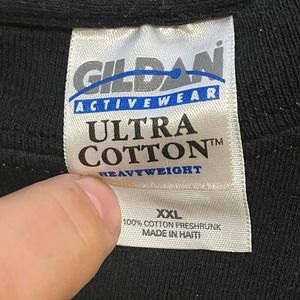 GILDAN
ACTIVEWEAR
ULTRA
COTTON™
HEAVYWEIGHT
XXL
100% COTTON PRESHRUNK
MADE IN HAITI